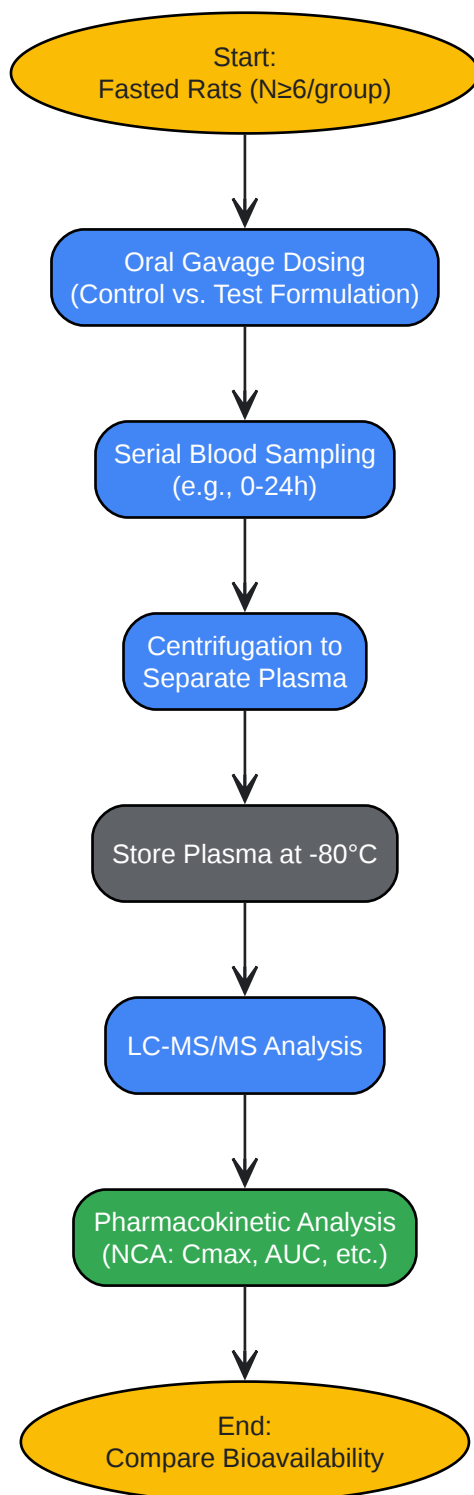 Start:
Fasted Rats (N≥6/group)
Oral Gavage Dosing
(Control vs. Test Formulation)
Serial Blood Sampling
(e.g., 0-24h)
Centrifugation to
Separate Plasma
Store Plasma at -80°C
LC-MS/MS Analysis
Pharmacokinetic Analysis
(NCA: Cmax, AUC, etc.)
End:
Compare Bioavailability